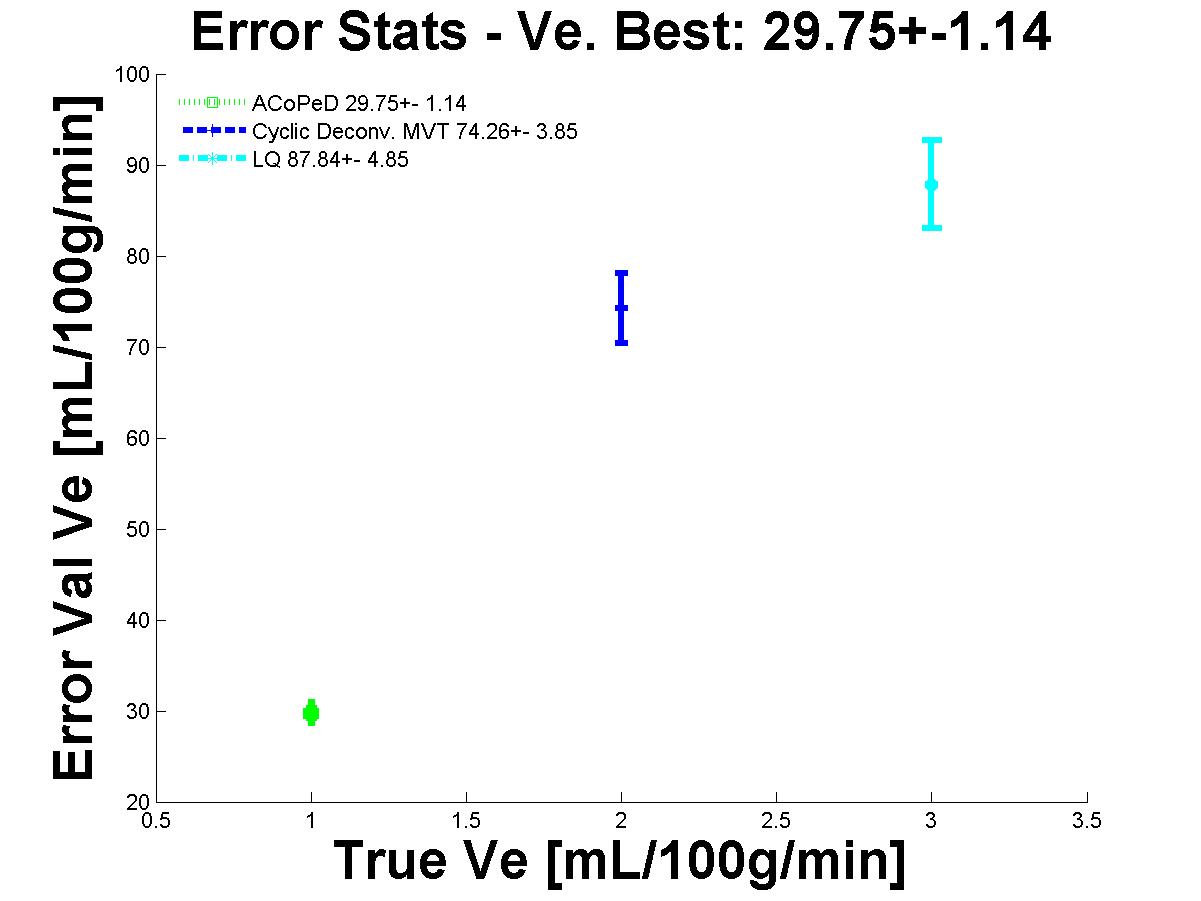 Error Stats - Ve. Best: 29.75+-1.14
ACoPeD 29.75+- 1.14
Cyclic Deconv. MVT 74.26+- 3.85
LQ 87.84+- 4.85
Error Val Ve [mL/100g/min]
100
90
80
70
60
50
40
30
20
0.5 1 1.5 2 2.5 3 3.5
True Ve [mL/100g/min]